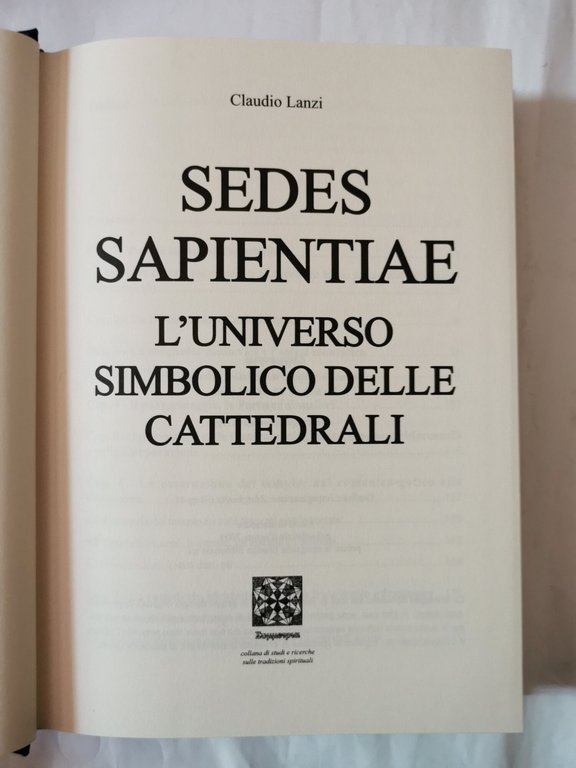 Claudio Lanzi
SEDES
SAPIENTIAE
L'UNIVERSO
SIMBOLICO DELLE
CATTEDRALI
collana di studi e ricerche
sulle tradizioni spirituali